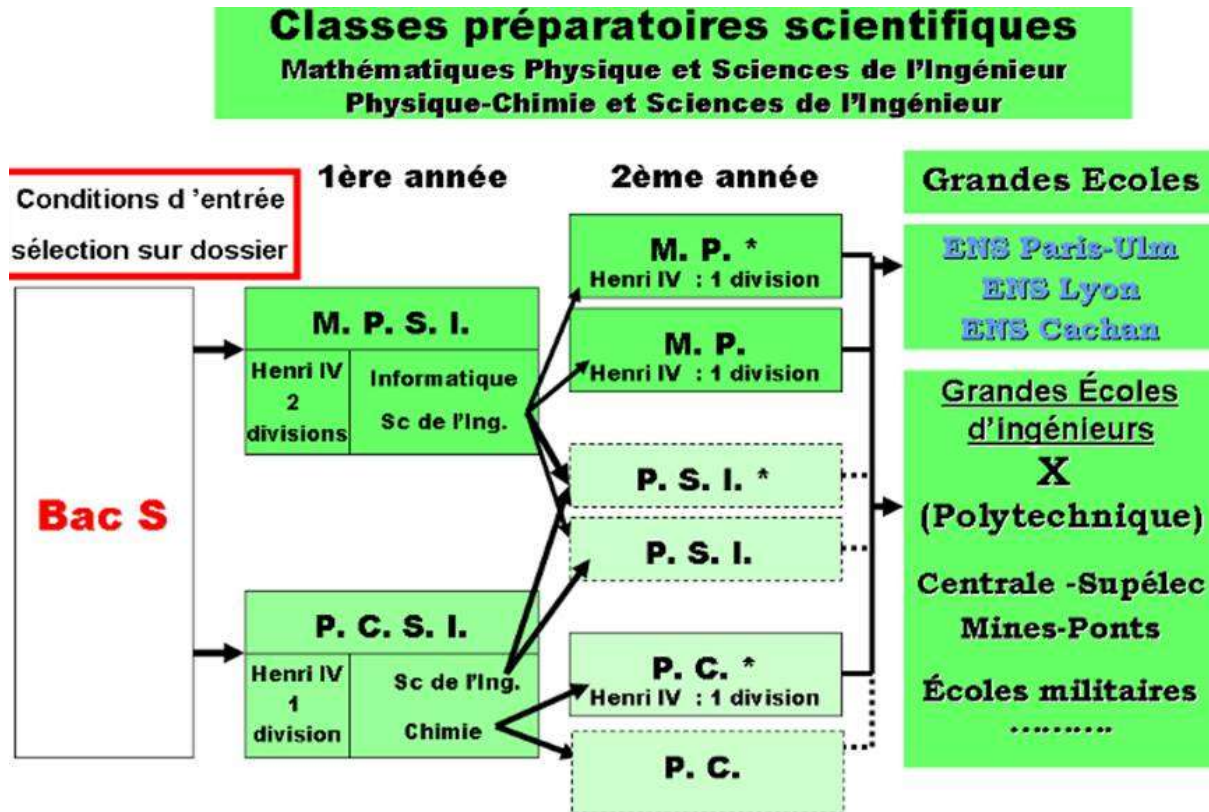 Classes préparatoires scientifiques
Mathématiques Physique et Sciences de l'Ingénieur
Physique-Chimie et Sciences de l'Ingénieur
Conditions d 'entrée
sélection sur dossier
1ère année
2ème année
Grandes Ecoles
Bac S
M. P. S. I.
Henri IV
2
divisions
Informatique
Sc de l'Ing.
P. C. S. I.
Henri IV
1
division
Sc de l'Ing.
Chimie
M. P. *
Henri IV : 1 division
M. P.
Henri IV : 1 division
P. S. I. *
P. S. I.
P. C. *
Henri IV : 1 division
P. C.
ENS Paris-Ulm
ENS Lyon
ENS Cachan
Grandes Écoles
d'ingénieurs
X
(Polytechnique)
Centrale -Supélec
Mines-Ponts
Écoles militaires
.........